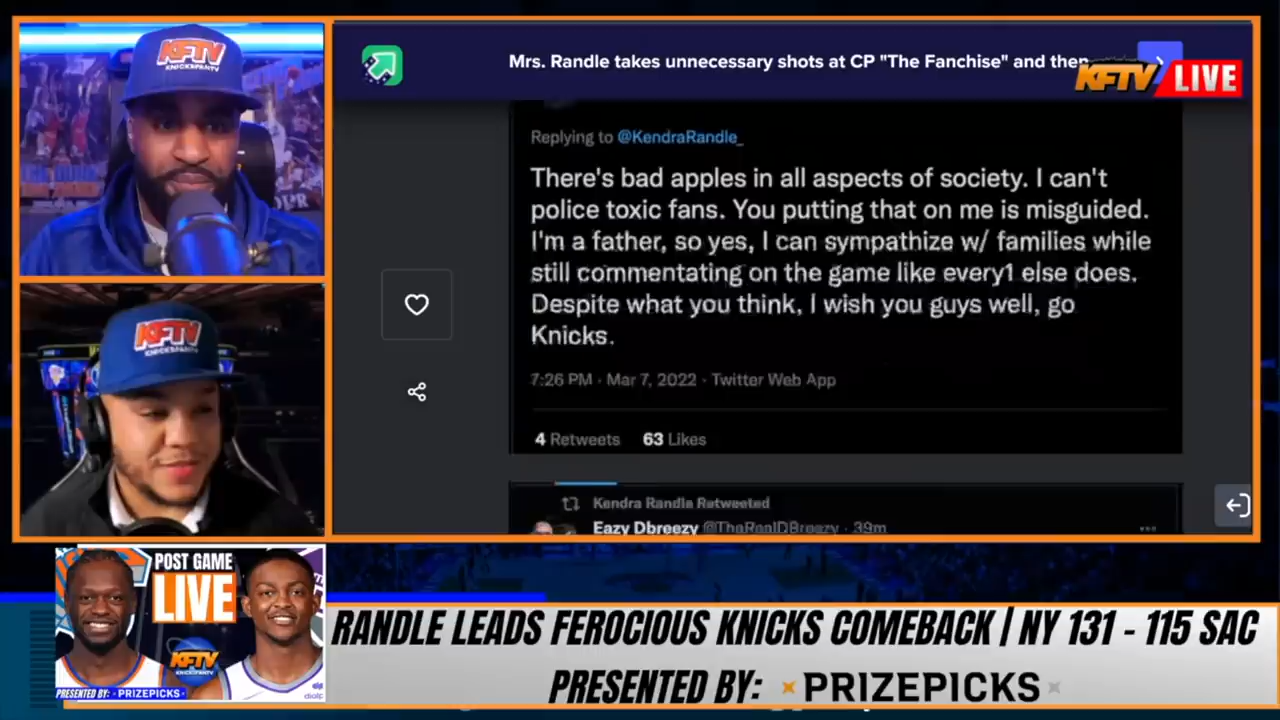 KFTV
KNICKSFANTV
Mrs. Randle takes unnecessary shots at CP "The Fanchise" and then
KFTV LIVE
Replying to @KendraRandle_
There's bad apples in all aspects of society. I can't
police toxic fans. You putting that on me is misguided.
I'm a father, so yes, I can sympathize w/ families while
still commentating on the game like every1 else does.
Despite what you think, I wish you guys well, go
Knicks.
7:26 PM · Mar 7, 2022 · Twitter Web App
4 Retweets 63 Likes
Kendra Randle Retweeted
Eazy Dbreezy @ThaRealDBreezy · 39m
KFTV
KNICKSFANTV
POST GAME
LIVE
KFTV
PRESENTED BY: PRIZEPICKS
RANDLE LEADS FEROCIOUS KNICKS COMEBACK | NY 131 - 115 SAC
PRESENTED BY: PRIZEPICKS